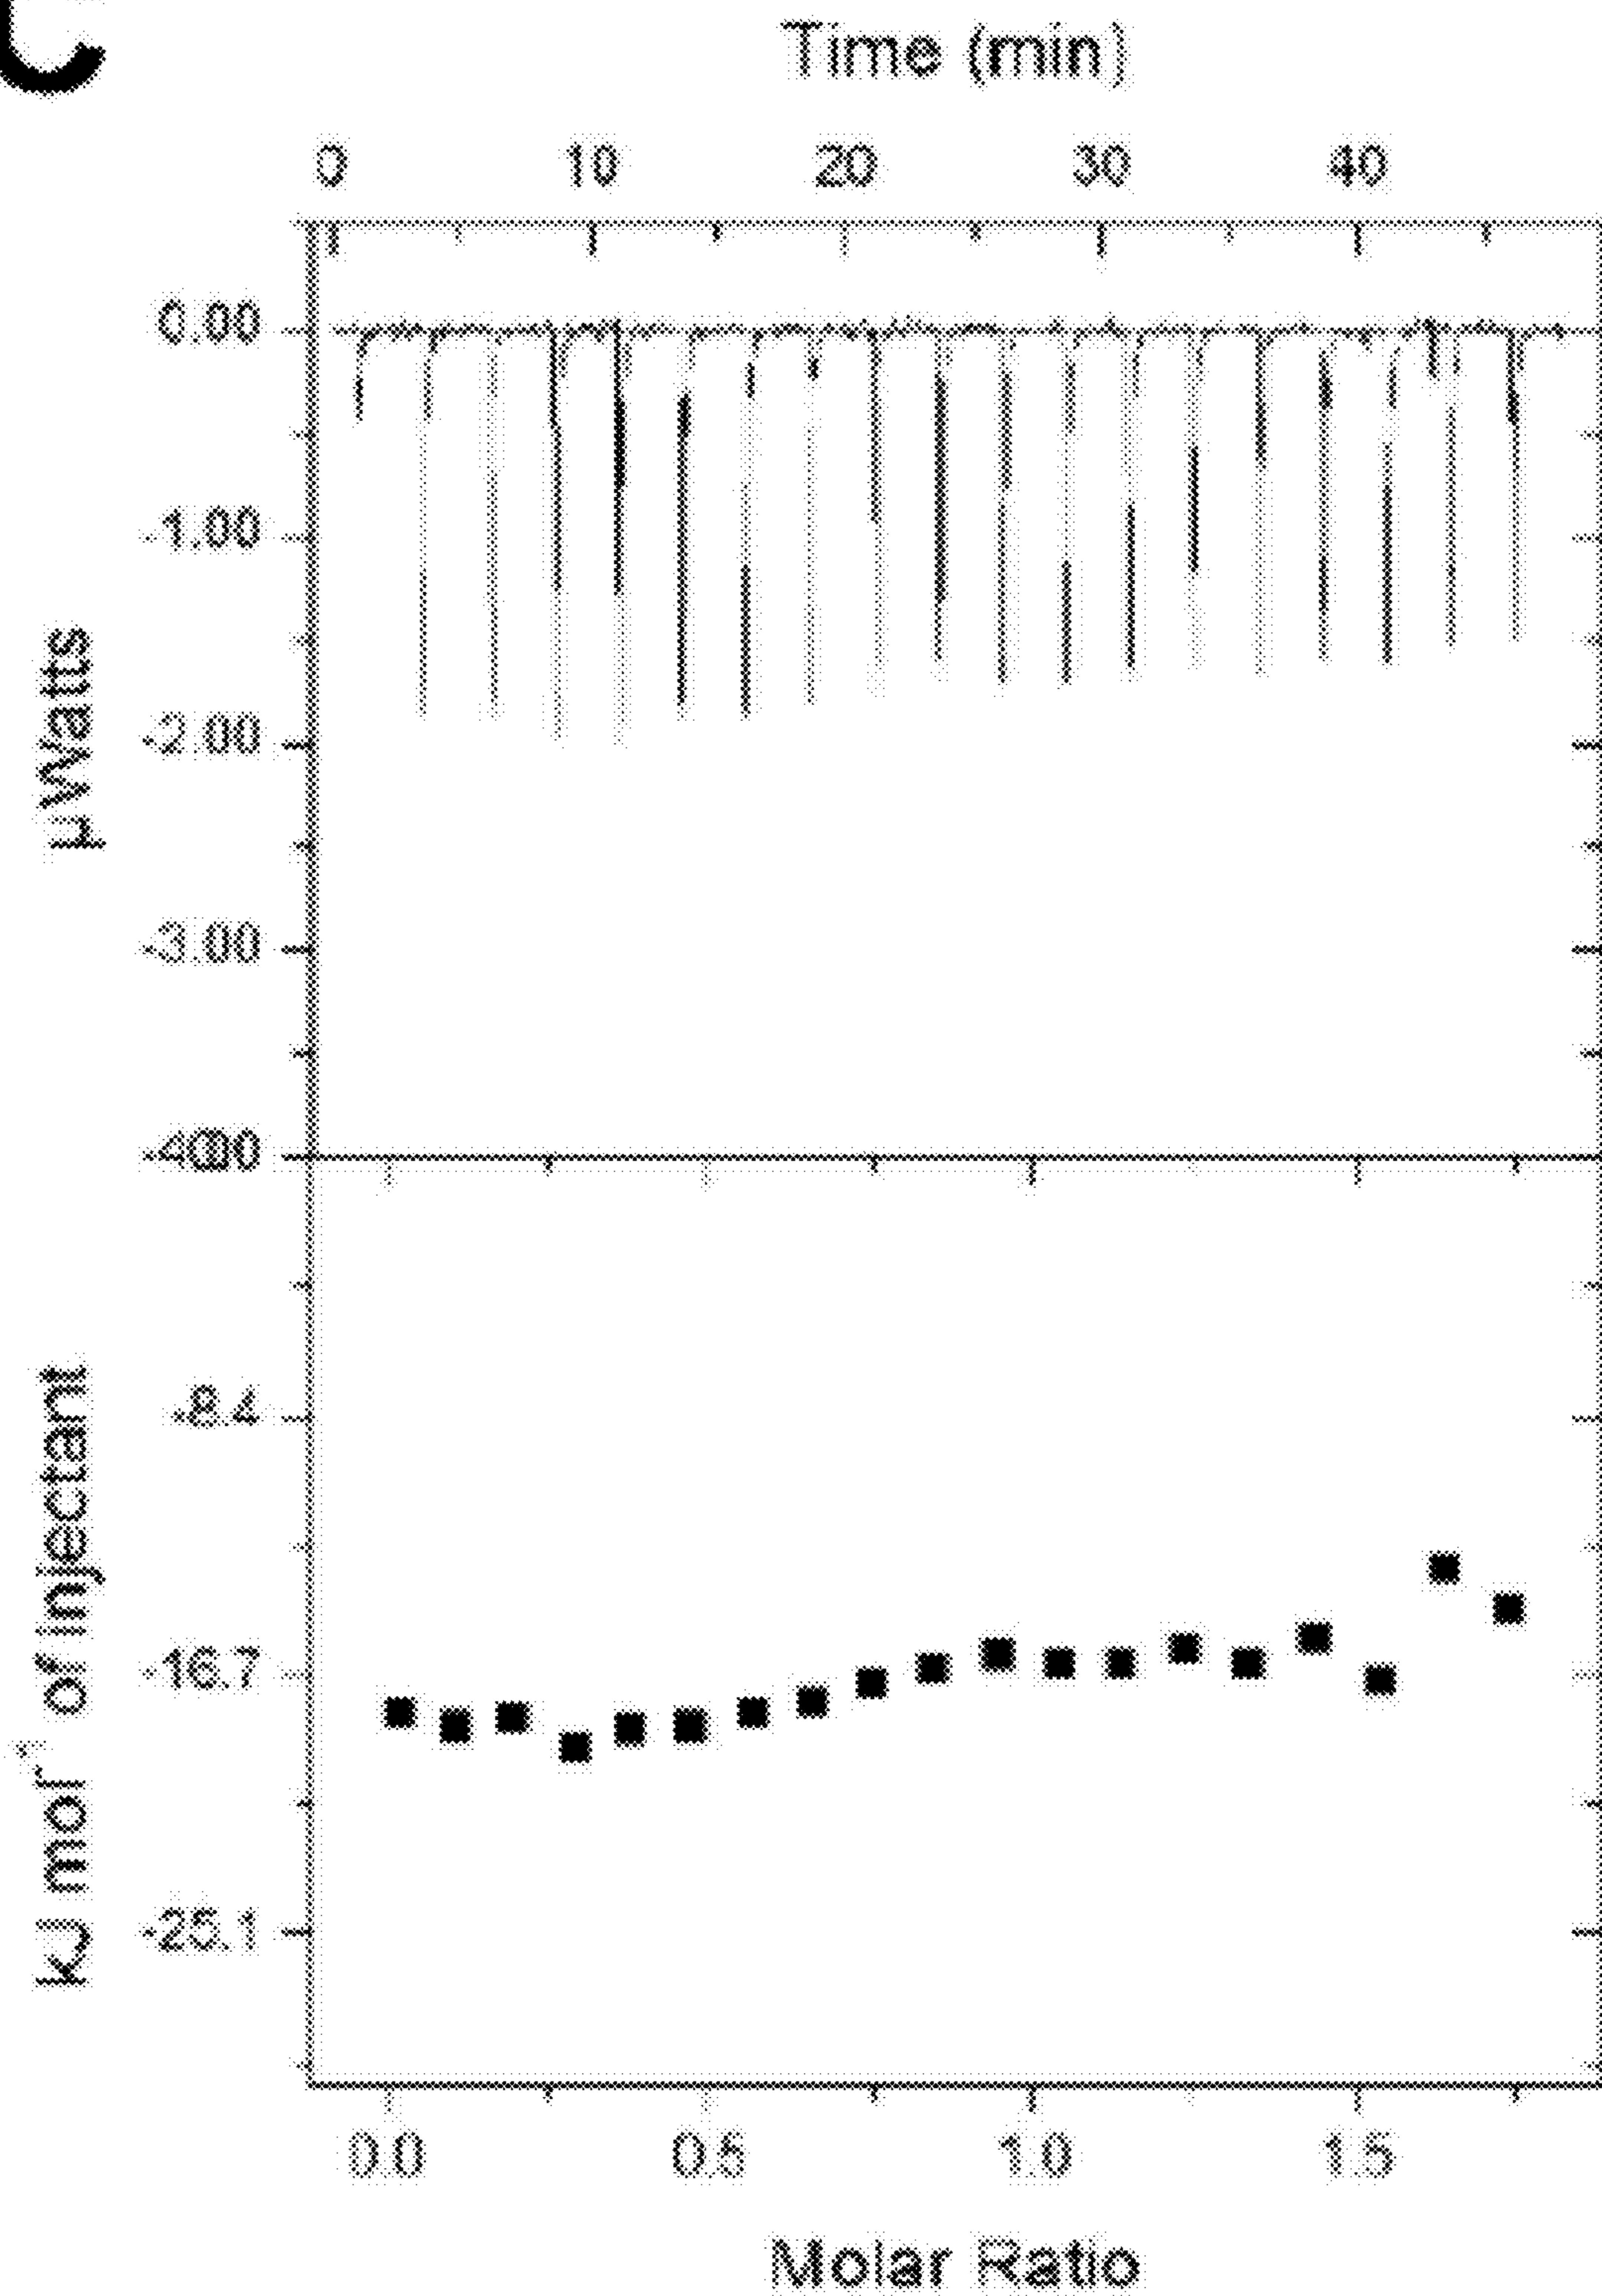 C
Time (min)
0 10 20 30 40
0.00
-1.00
-2.00
-3.00
µWatts
-8.4
-16.7
-25.1
kJ mol⁻¹ of injectant
0.0 0.5 1.0 1.5
Molar Ratio